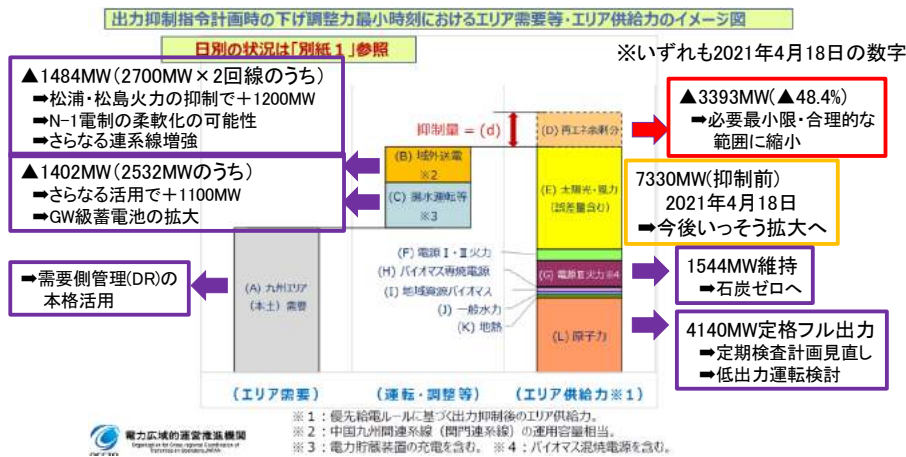 出力抑制指令計画時の下げ調整力最小時刻におけるエリア需要等・エリア供給力のイメージ図
日別の状況は「別紙1」参照
※いずれも2021年4月18日の数字
▲1484MW(2700MW×2回線のうち)
➡松浦・松島火力の抑制で+1200MW
➡N-1電制の柔軟化の可能性
➡さらなる連系線増強
▲1402MW(2532MWのうち)
➡さらなる活用で+1100MW
➡GW級蓄電池の拡大
➡需要側管理(DR)の
本格活用
抑制量 = (d)
(D) 再エネ余剰分
▲3393MW(▲48.4%)
➡必要最小限・合理的な
範囲に縮小
(B) 域外送電
※2
(C) 揚水運転等
※3
(E) 太陽光・風力
(誤差量含む)
7330MW(抑制前)
2021年4月18日
➡今後いっそう拡大へ
(A) 九州エリア
(本土) 需要
(F) 電源Ⅰ・Ⅱ火力
(G) 電源Ⅲ火力※4
(H) バイオマス専焼電源
(I) 地域資源バイオマス
(J) 一般水力
(K) 地熱
(L) 原子力
1544MW維持
➡石炭ゼロへ
4140MW定格フル出力
➡定期検査計画見直し
➡低出力運転検討
(エリア需要)
(運転・調整等)
(エリア供給力※1)
※1：優先給電ルールに基づく出力抑制後のエリア供給力。
※2：中国九州間連系線（関門連系線）の運用容量相当。
※3：電力貯蔵装置の充電を含む。 ※4：バイオマス混焼電源を含む。
電力広域的運営推進機関
Organization for Cross-regional Coordination of
Transmission Operators, JAPAN
OCCTO